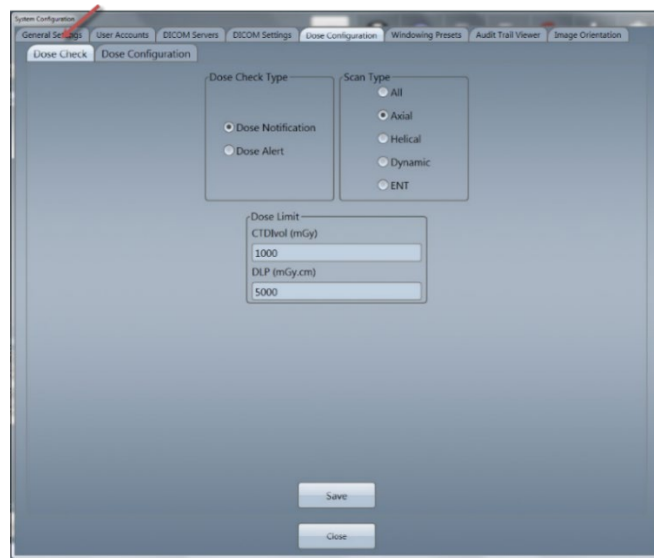 System Configuration
General Settings User Accounts DICOM Servers DICOM Settings Dose Configuration Windowing Presets Audit Trail Viewer Image Orientation
Dose Check Dose Configuration
Dose Check Type
Dose Notification
Dose Alert
Scan Type
All
Axial
Helical
Dynamic
ENT
Dose Limit
CTDIvol (mGy)
1000
DLP (mGy.cm)
5000
Save
Close